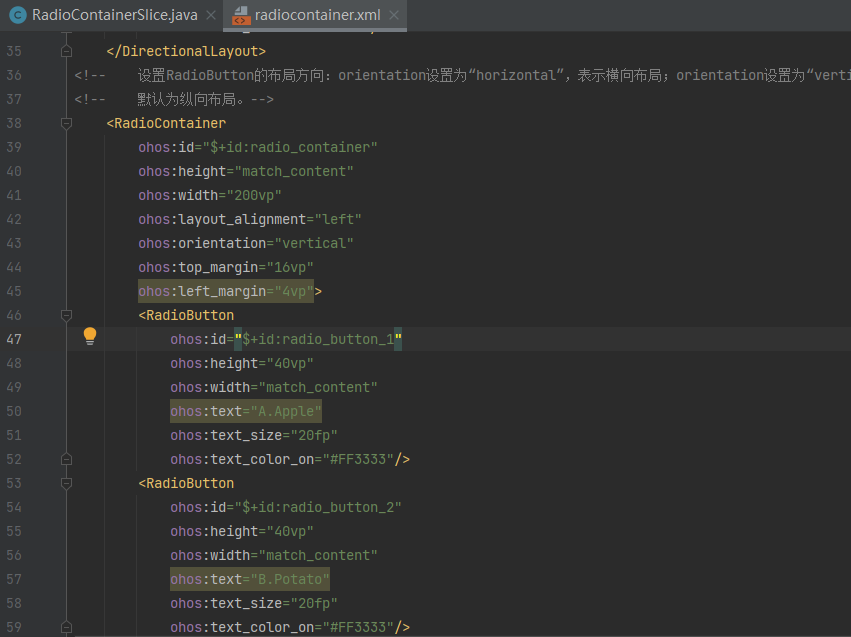 RadioContainerSlice.java radiocontainer.xml
35 </DirectionalLayout>
36 <!-- 设置RadioButton的布局方向：orientation设置为“horizontal”，表示横向布局；orientation设置为“verti
37 <!-- 默认为纵向布局。-->
38 <RadioContainer
39 ohos:id="$+id:radio_container"
40 ohos:height="match_content"
41 ohos:width="200vp"
42 ohos:layout_alignment="left"
43 ohos:orientation="vertical"
44 ohos:top_margin="16vp"
45 ohos:left_margin="4vp">
46 <RadioButton
47 ohos:id="$+id:radio_button_1"
48 ohos:height="40vp"
49 ohos:width="match_content"
50 ohos:text="A.Apple"
51 ohos:text_size="20fp"
52 ohos:text_color_on="#FF3333"/>
53 <RadioButton
54 ohos:id="$+id:radio_button_2"
55 ohos:height="40vp"
56 ohos:width="match_content"
57 ohos:text="B.Potato"
58 ohos:text_size="20fp"
59 ohos:text_color_on="#FF3333"/>